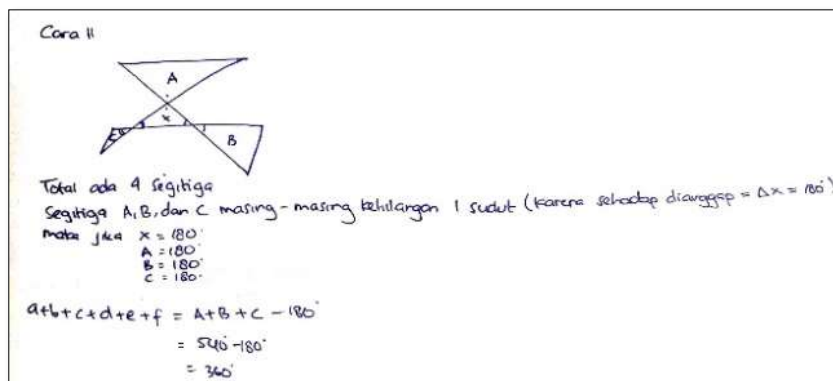 Cara II
A
x
C
B
Total ada 4 segitiga
Segitiga A, B, dan C masing-masing kehilangan 1 sudut (karena sehadap dianggap = Δx = 180°)
maka jika x = 180°
A = 180°
B = 180°
C = 180°
a+b+c+d+e+f = A+B+C - 180°
= 540° - 180°
= 360°